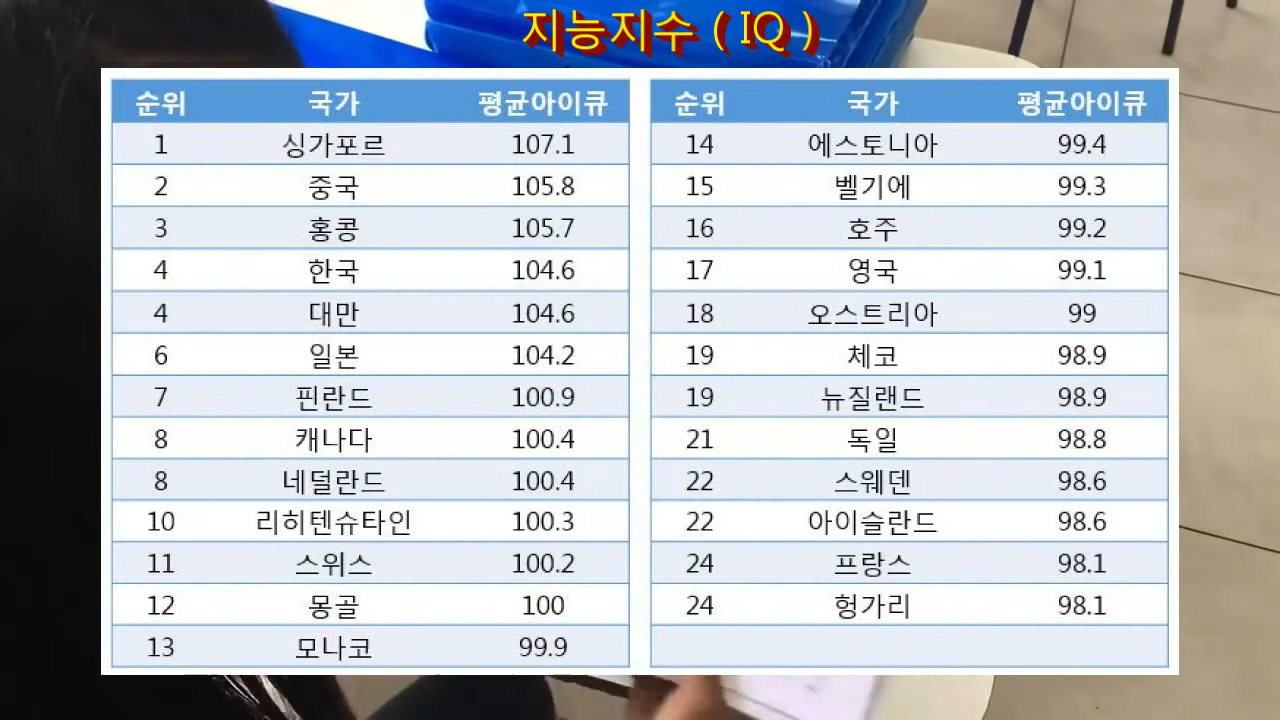 지능지수 ( IQ )
순위 국가 평균아이큐
1 싱가포르 107.1
2 중국 105.8
3 홍콩 105.7
4 한국 104.6
4 대만 104.6
6 일본 104.2
7 핀란드 100.9
8 캐나다 100.4
8 네덜란드 100.4
10 리히텐슈타인 100.3
11 스위스 100.2
12 몽골 100
13 모나코 99.9
순위 국가 평균아이큐
14 에스토니아 99.4
15 벨기에 99.3
16 호주 99.2
17 영국 99.1
18 오스트리아 99
19 체코 98.9
19 뉴질랜드 98.9
21 독일 98.8
22 스웨덴 98.6
22 아이슬란드 98.6
24 프랑스 98.1
24 헝가리 98.1